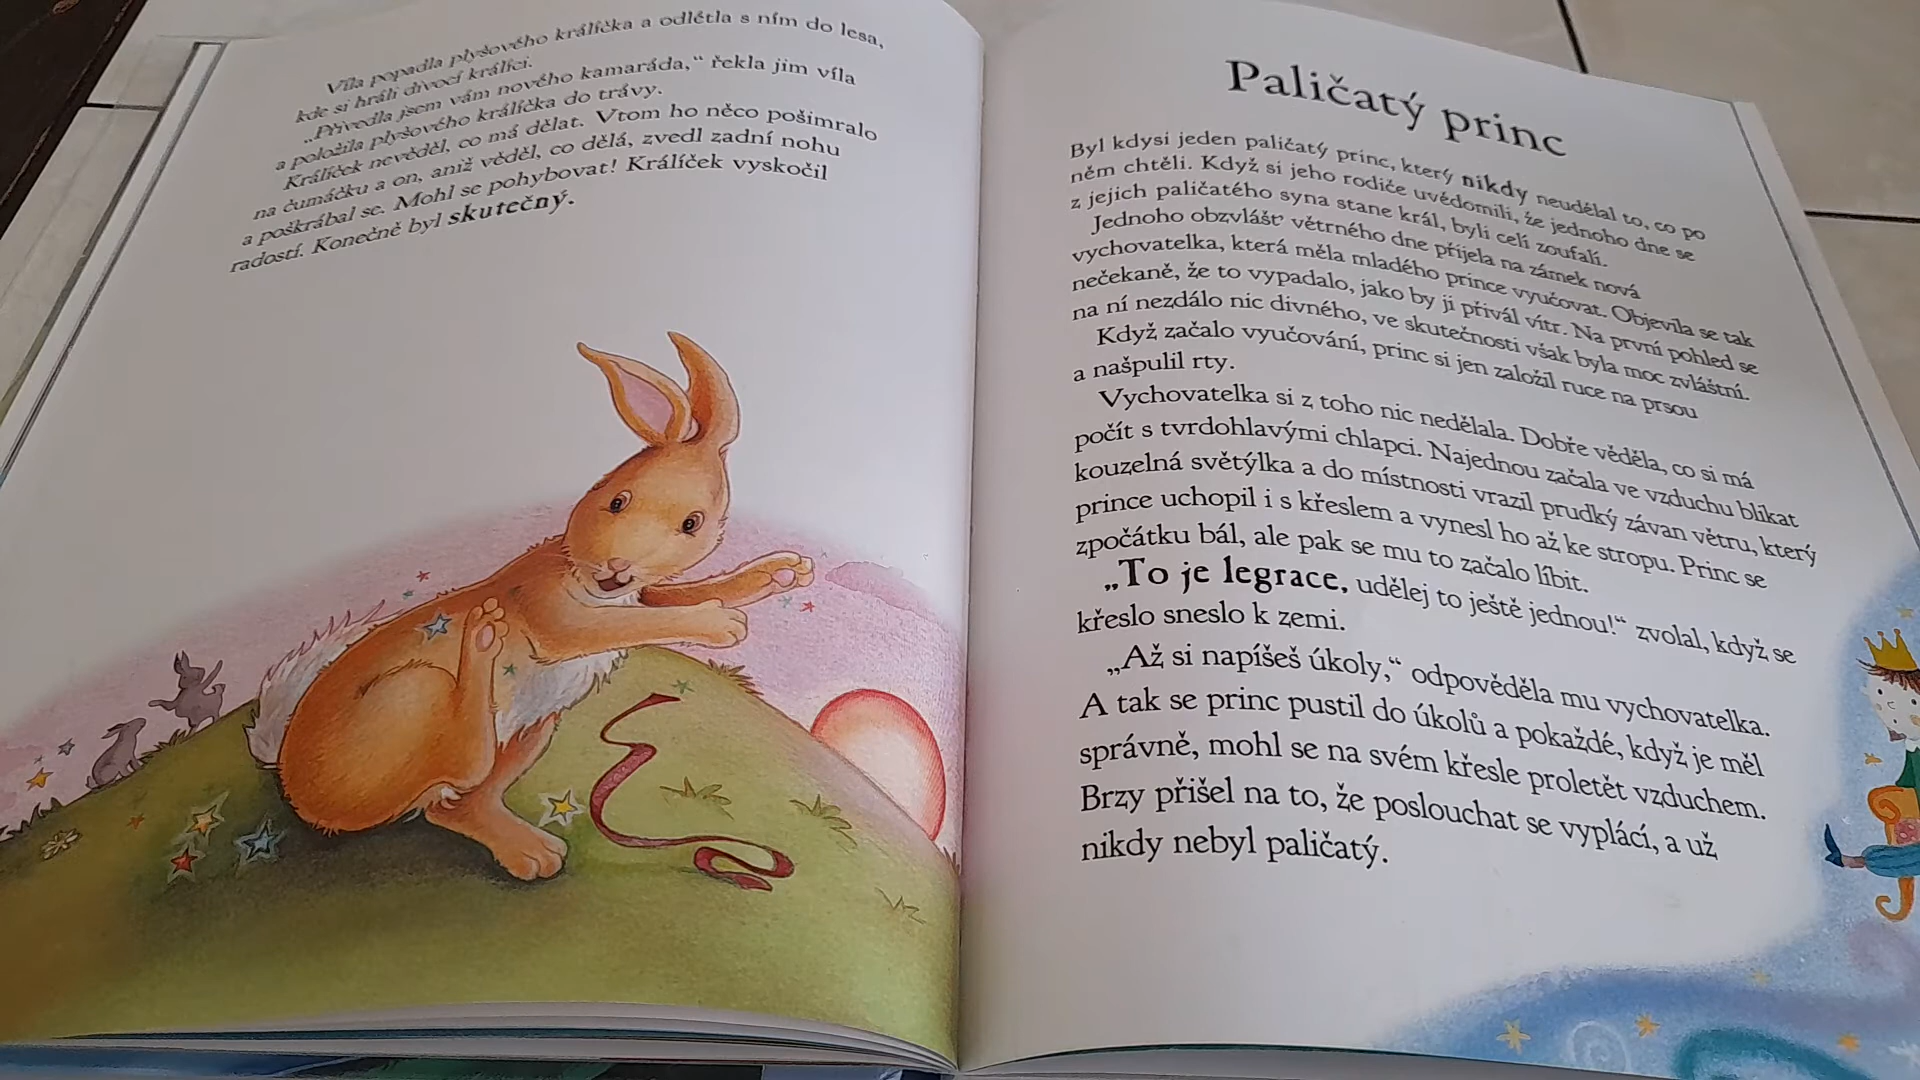 Víla popadla plyšového králíčka a odlétla s ním do lesa,
kde si hráli divocí králíci.
„Přivedla jsem vám nového kamaráda,“ řekla jim víla
a položila plyšového králíčka do trávy.
Králíček nevěděl, co má dělat. Vtom ho něco pošimralo
na čumáčku a on, aniž věděl, co dělá, zvedl zadní nohu
a poškrábal se. Mohl se pohybovat! Králíček vyskočil
radostí. Konečně byl skutečný.
Paličatý princ
Byl kdysi jeden paličatý princ, který nikdy neudělal to, co po
něm chtěli. Když si jeho rodiče uvědomili, že jednoho dne se
z jejich paličatého syna stane král, byli celí zoufalí.
Jednoho obzvlášť větrného dne přijela na zámek nová
vychovatelka, která měla mladého prince vyučovat. Objevila se tak
nečekaně, že to vypadalo, jako by ji přivál vítr. Na první pohled se
na ní nezdálo nic divného, ve skutečnosti však byla moc zvláštní.
Když začalo vyučování, princ si jen založil ruce na prsou
a našpulil rty.
Vychovatelka si z toho nic nedělala. Dobře věděla, co si má
počít s tvrdohlavými chlapci. Najednou začala ve vzduchu blikat
kouzelná světýlka a do místnosti vrazil prudký závan větru, který
prince uchopil i s křeslem a vynesl ho až ke stropu. Princ se
zpočátku bál, ale pak se mu to začalo líbit.
„To je legrace, udělej to ještě jednou!“ zvolal, když se
křeslo sneslo k zemi.
„Až si napíšeš úkoly,“ odpověděla mu vychovatelka.
A tak se princ pustil do úkolů a pokaždé, když je měl
správně, mohl se na svém křesle proletět vzduchem.
Brzy přišel na to, že poslouchat se vyplácí, a už
nikdy nebyl paličatý.